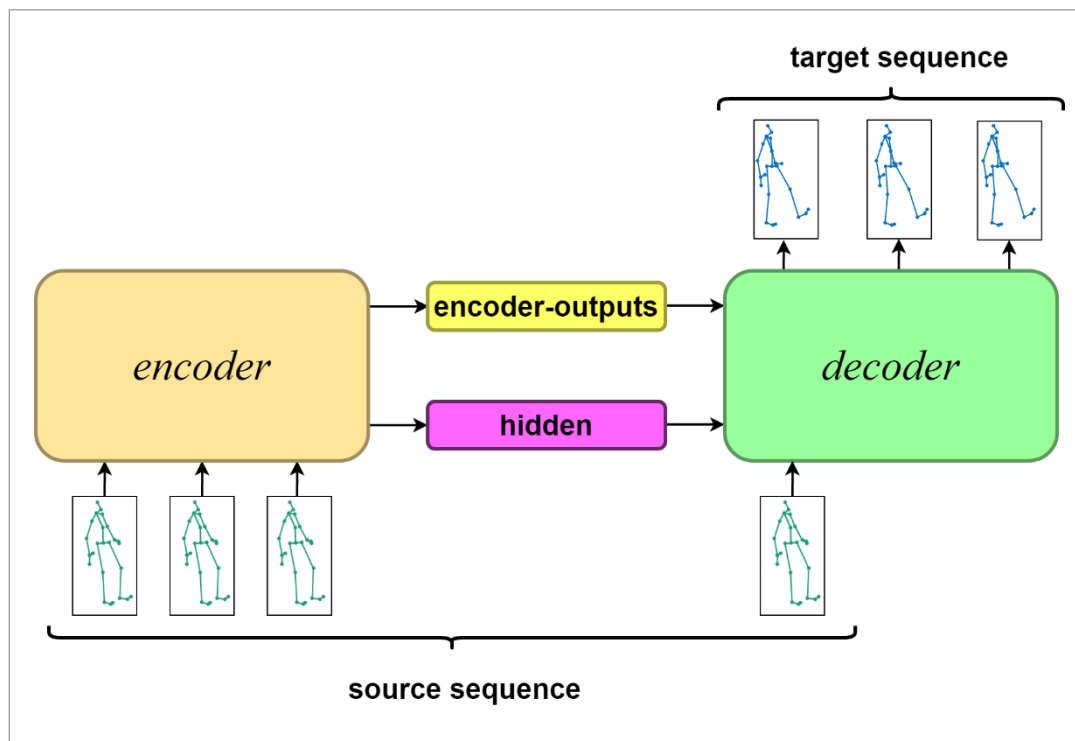 target sequence
encoder-outputs
encoder
decoder
hidden
source sequence